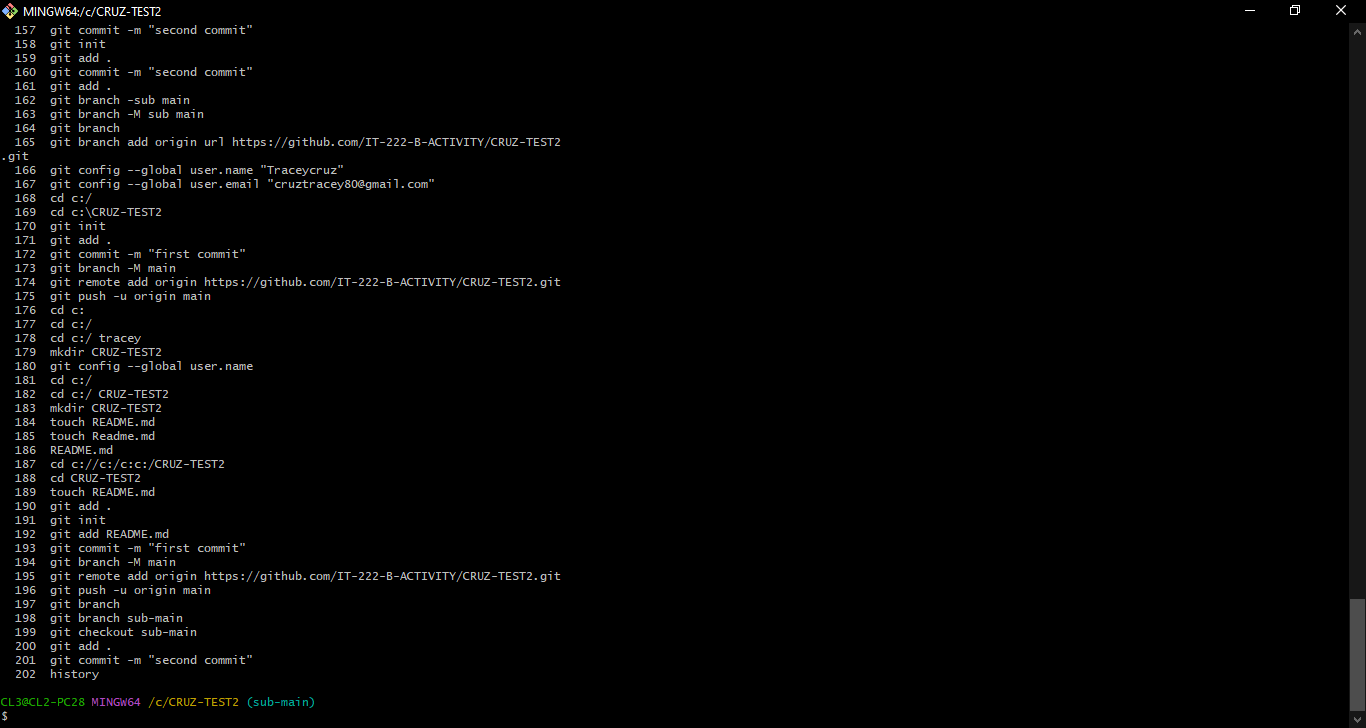 MINGW64:/c/CRUZ-TEST2
157  git commit -m "second commit"
158  git init
159  git add .
160  git commit -m "second commit"
161  git add .
162  git branch -sub main
163  git branch -M sub main
164  git branch
165  git branch add origin url https://github.com/IT-222-B-ACTIVITY/CRUZ-TEST2
.git
166  git config --global user.name "Traceycruz"
167  git config --global user.email "cruztracey80@gmail.com"
168  cd c:/
169  cd c:\CRUZ-TEST2
170  git init
171  git add .
172  git commit -m "first commit"
173  git branch -M main
174  git remote add origin https://github.com/IT-222-B-ACTIVITY/CRUZ-TEST2.git
175  git push -u origin main
176  cd c:
177  cd c:/
178  cd c:/ tracey
179  mkdir CRUZ-TEST2
180  git config --global user.name
181  cd c:/
182  cd c:/ CRUZ-TEST2
183  mkdir CRUZ-TEST2
184  touch README.md
185  touch Readme.md
186  README.md
187  cd c://c:/c:c:/CRUZ-TEST2
188  cd CRUZ-TEST2
189  touch README.md
190  git add .
191  git init
192  git add README.md
193  git commit -m "first commit"
194  git branch -M main
195  git remote add origin https://github.com/IT-222-B-ACTIVITY/CRUZ-TEST2.git
196  git push -u origin main
197  git branch
198  git branch sub-main
199  git checkout sub-main
200  git add .
201  git commit -m "second commit"
202  history
CL3@CL2-PC28 MINGW64 /c/CRUZ-TEST2 (sub-main)
$